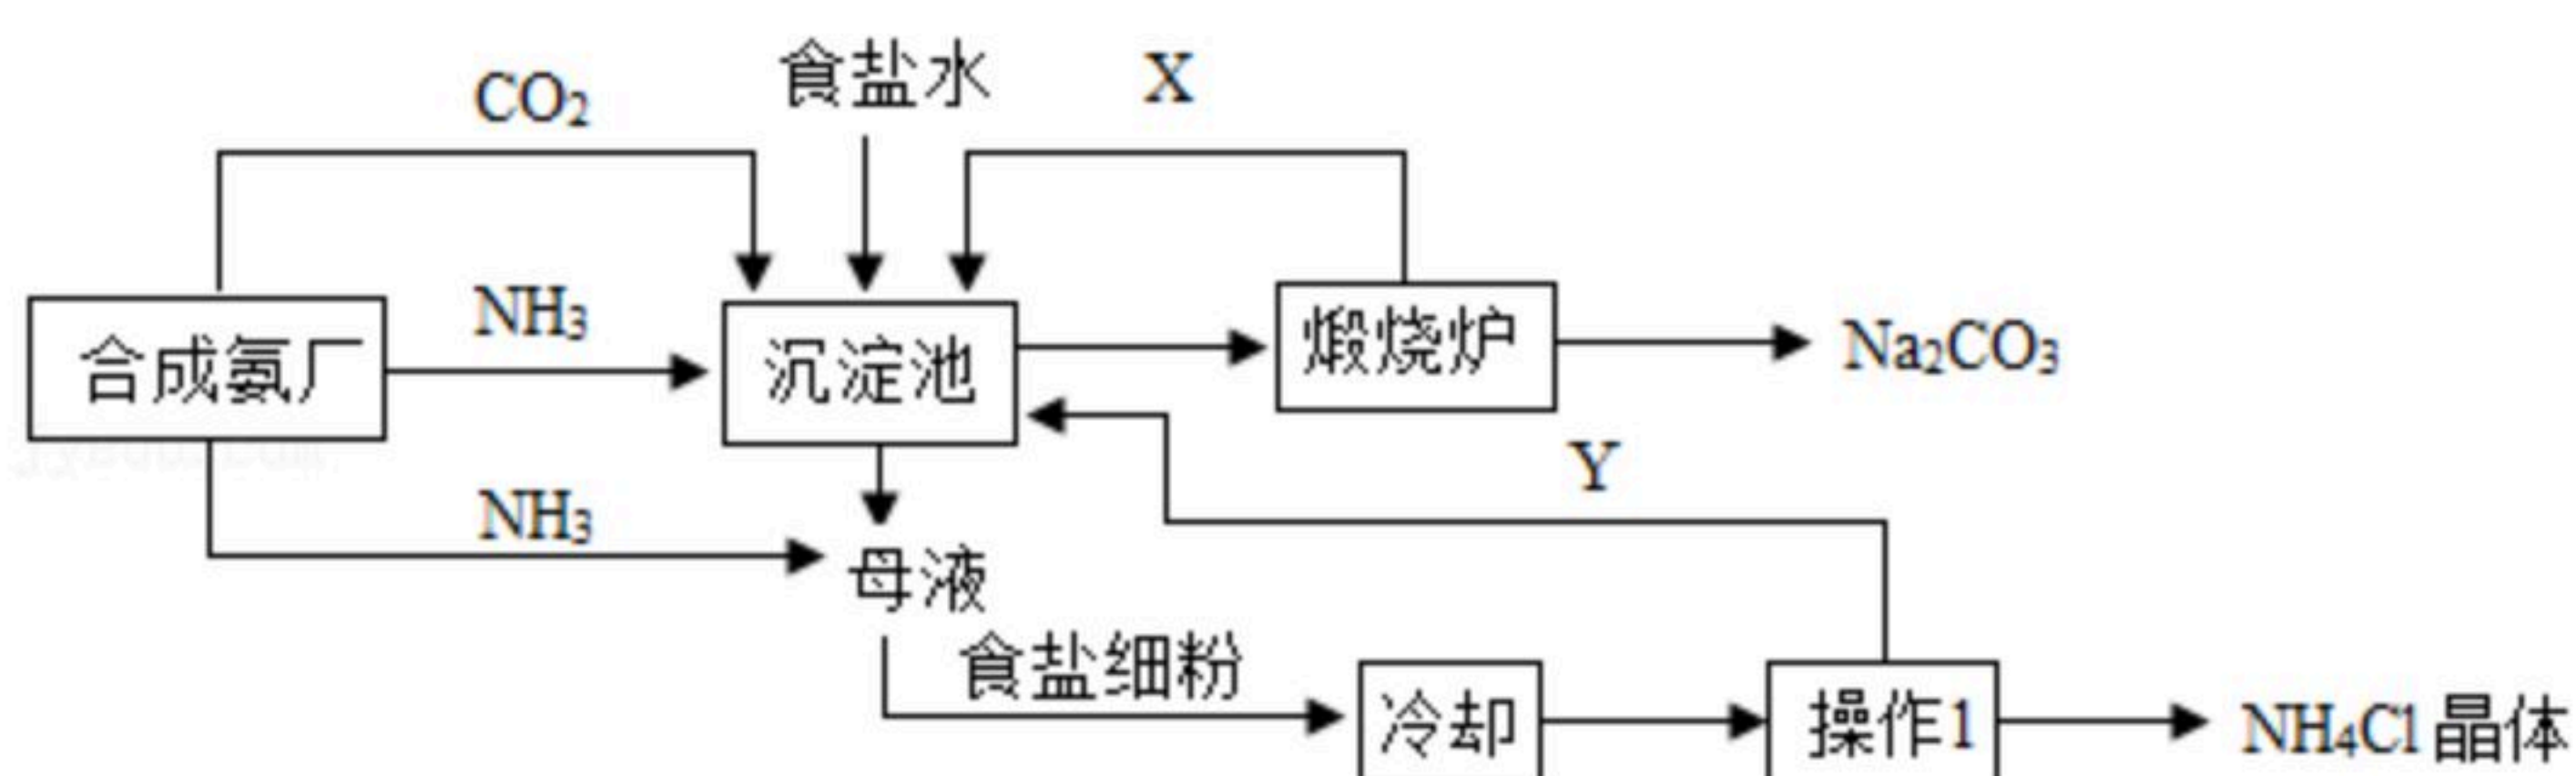 CO₂
食盐水
X
合成氨厂
NH₃
沉淀池
煅烧炉
Na₂CO₃
Y
NH₃
母液
食盐细粉
冷却
操作1
NH₄Cl晶体